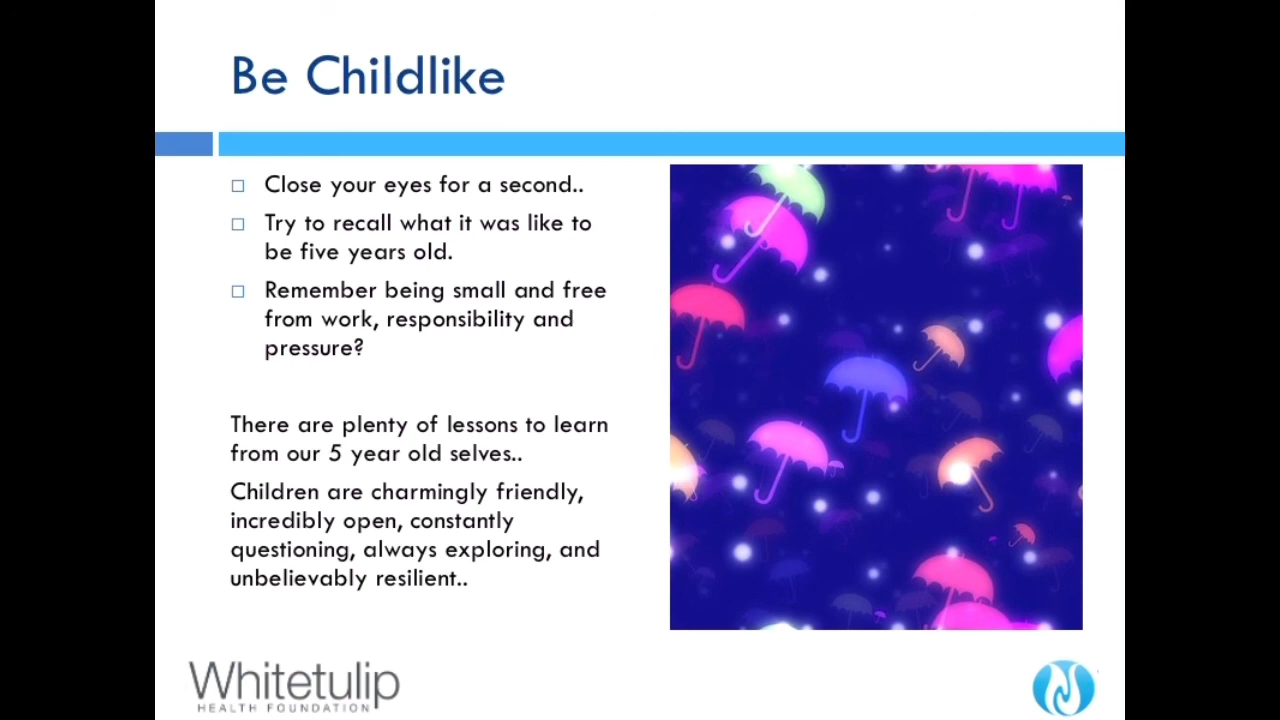 Be Childlike
Close your eyes for a second..
Try to recall what it was like to
be five years old.
Remember being small and free
from work, responsibility and
pressure?
There are plenty of lessons to learn
from our 5 year old selves..
Children are charmingly friendly,
incredibly open, constantly
questioning, always exploring, and
unbelievably resilient..
Whitetulip
HEALTH FOUNDATION